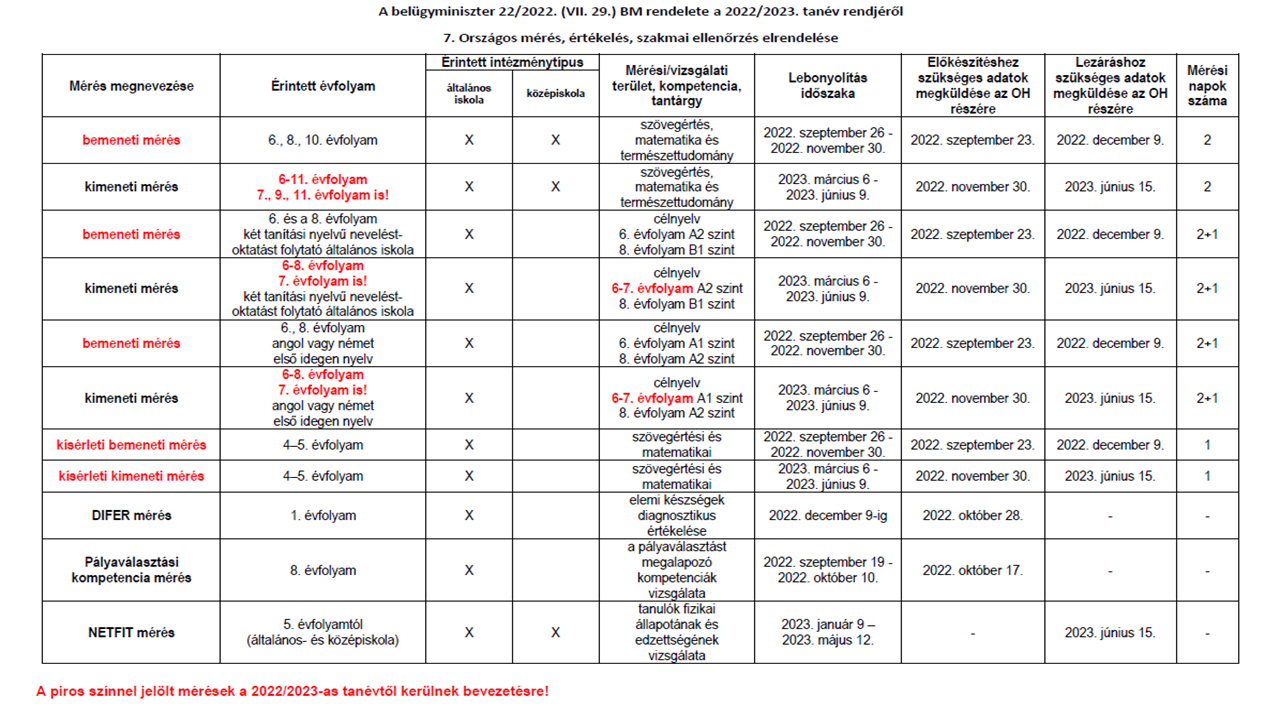 A belügyminiszter 22/2022. (VII. 29.) BM rendelete a 2022/2023. tanév rendjéről
7. Országos mérés, értékelés, szakmai ellenőrzés elrendelése
Mérés megnevezése
Érintett évfolyam
Érintett intézménytípus
általános
iskola
középiskola
Mérési/vizsgálati
terület, kompetencia,
tantárgy
Lebonyolítás
időszaka
Előkészítéshez
szükséges adatok
megküldése az OH
részére
Lezáráshoz
szükséges adatok
megküldése az OH
részére
Mérési
napok
száma
bemeneti mérés
6., 8., 10. évfolyam
X
X
szövegértés,
matematika és
természettudomány
2022. szeptember 26 -
2022. november 30.
2022. szeptember 23.
2022. december 9.
2
kimeneti mérés
6-11. évfolyam
7., 9., 11. évfolyam is!
X
X
szövegértés,
matematika és
természettudomány
2023. március 6 -
2023. június 9.
2022. november 30.
2023. június 15.
2
bemeneti mérés
6. és a 8. évfolyam
két tanítási nyelvű nevelést-
oktatást folytató általános iskola
X
célnyelv
6. évfolyam A2 szint
8. évfolyam B1 szint
2022. szeptember 26 -
2022. november 30.
2022. szeptember 23.
2022. december 9.
2+1
kimeneti mérés
6-8. évfolyam
7. évfolyam is!
két tanítási nyelvű nevelést-
oktatást folytató általános iskola
X
célnyelv
6-7. évfolyam A2 szint
8. évfolyam B1 szint
2023. március 6 -
2023. június 9.
2022. november 30.
2023. június 15.
2+1
bemeneti mérés
6., 8. évfolyam
angol vagy német
első idegen nyelv
X
célnyelv
6. évfolyam A1 szint
8. évfolyam A2 szint
2022. szeptember 26 -
2022. november 30.
2022. szeptember 23.
2022. december 9.
2+1
kimeneti mérés
6-8. évfolyam
7. évfolyam is!
angol vagy német
első idegen nyelv
X
célnyelv
6-7. évfolyam A1 szint
8. évfolyam A2 szint
2023. március 6 -
2023. június 9.
2022. november 30.
2023. június 15.
2+1
kísérleti bemeneti mérés
4–5. évfolyam
X
szövegértési és
matematikai
2022. szeptember 26 -
2022. november 30.
2022. szeptember 23.
2022. december 9.
1
kísérleti kimeneti mérés
4–5. évfolyam
X
szövegértési és
matematikai
2023. március 6 -
2023. június 9.
2022. november 30.
2023. június 15.
1
DIFER mérés
1. évfolyam
X
elemi készségek
diagnosztikus
értékelése
2022. december 9-ig
2022. október 28.
-
-
Pályaválasztási
kompetencia mérés
8. évfolyam
X
a pályaválasztást
megalapozó
kompetenciák
vizsgálata
2022. szeptember 19 -
2022. október 10.
2022. október 17.
-
-
NETFIT mérés
5. évfolyamtól
(általános- és középiskola)
X
X
tanulók fizikai
állapotának és
edzettségének
vizsgálata
2023. január 9 –
2023. május 12.
-
2023. június 15.
-
A piros színnel jelölt mérések a 2022/2023-as tanévtől kerülnek bevezetésre!